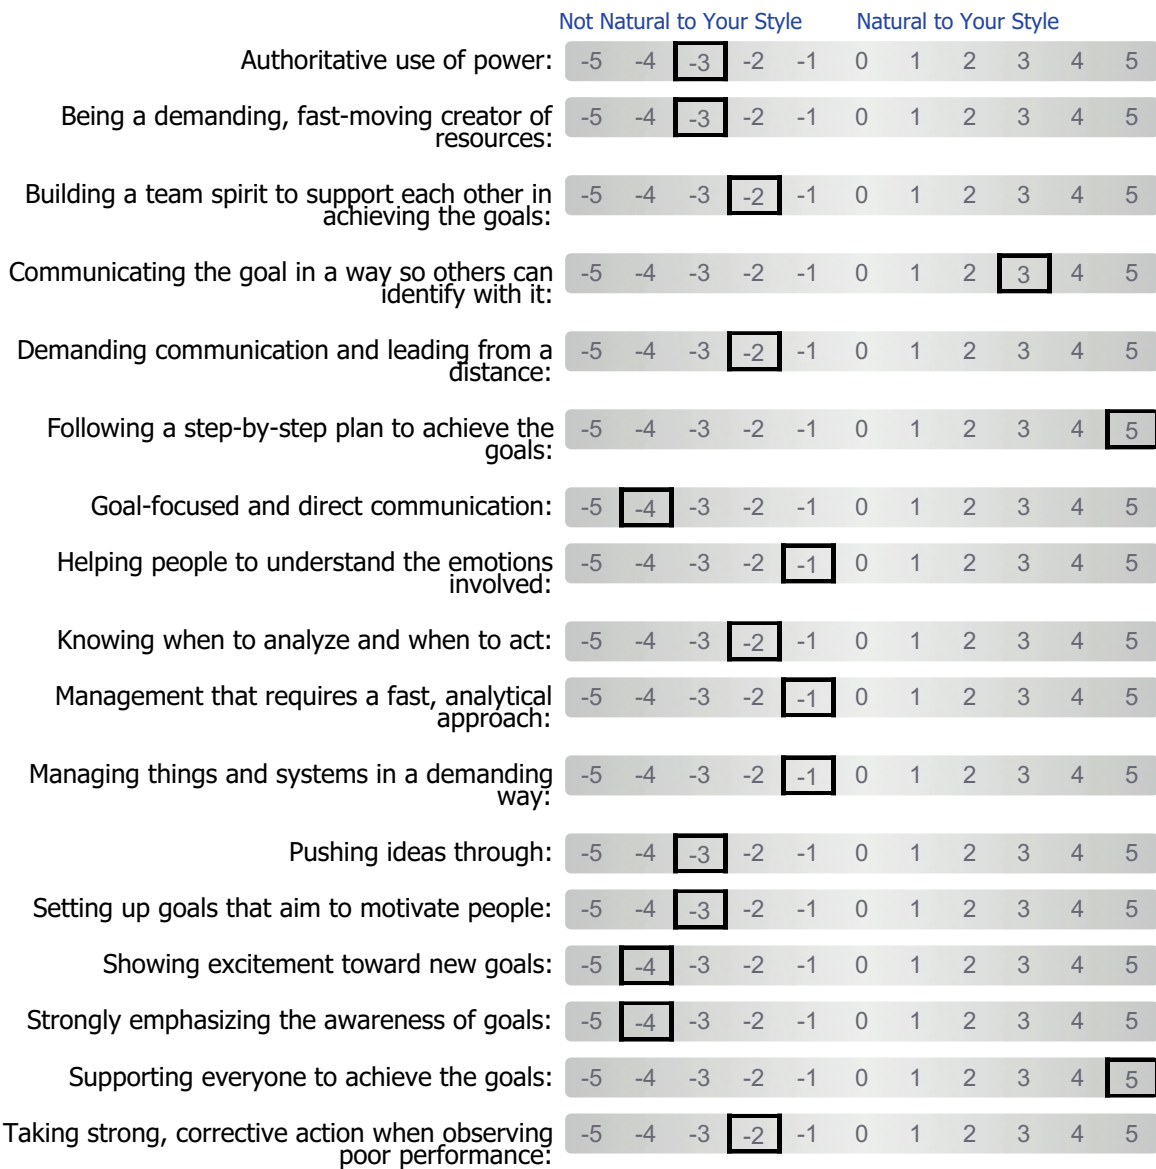 Not Natural to Your Style Natural to Your Style
Authoritative use of power: -5 -4 -3 -2 -1 0 1 2 3 4 5
Being a demanding, fast-moving creator of
resources: -5 -4 -3 -2 -1 0 1 2 3 4 5
Building a team spirit to support each other in
achieving the goals: -5 -4 -3 -2 -1 0 1 2 3 4 5
Communicating the goal in a way so others can
identify with it: -5 -4 -3 -2 -1 0 1 2 3 4 5
Demanding communication and leading from a
distance: -5 -4 -3 -2 -1 0 1 2 3 4 5
Following a step-by-step plan to achieve the
goals: -5 -4 -3 -2 -1 0 1 2 3 4 5
Goal-focused and direct communication: -5 -4 -3 -2 -1 0 1 2 3 4 5
Helping people to understand the emotions
involved: -5 -4 -3 -2 -1 0 1 2 3 4 5
Knowing when to analyze and when to act: -5 -4 -3 -2 -1 0 1 2 3 4 5
Management that requires a fast, analytical
approach: -5 -4 -3 -2 -1 0 1 2 3 4 5
Managing things and systems in a demanding
way: -5 -4 -3 -2 -1 0 1 2 3 4 5
Pushing ideas through: -5 -4 -3 -2 -1 0 1 2 3 4 5
Setting up goals that aim to motivate people: -5 -4 -3 -2 -1 0 1 2 3 4 5
Showing excitement toward new goals: -5 -4 -3 -2 -1 0 1 2 3 4 5
Strongly emphasizing the awareness of goals: -5 -4 -3 -2 -1 0 1 2 3 4 5
Supporting everyone to achieve the goals: -5 -4 -3 -2 -1 0 1 2 3 4 5
Taking strong, corrective action when observing
poor performance: -5 -4 -3 -2 -1 0 1 2 3 4 5